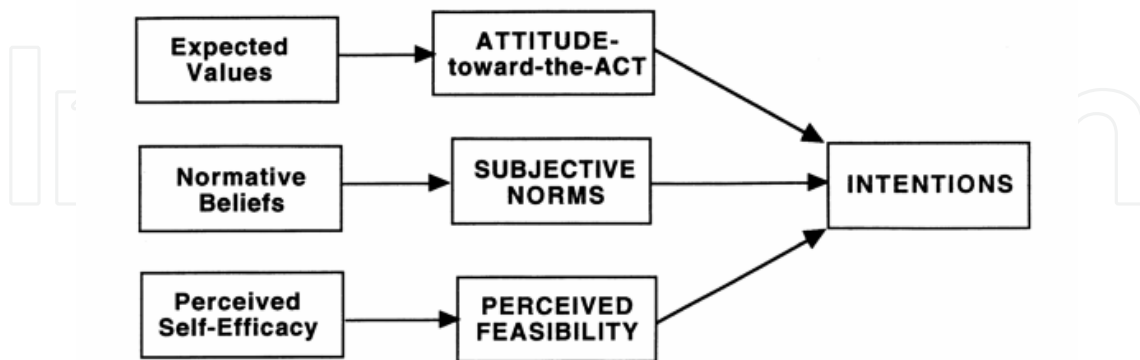 Expected
Values
ATTITUDE-
toward-the-ACT
Normative
Beliefs
SUBJECTIVE
NORMS
INTENTIONS
Perceived
Self-Efficacy
PERCEIVED
FEASIBILITY